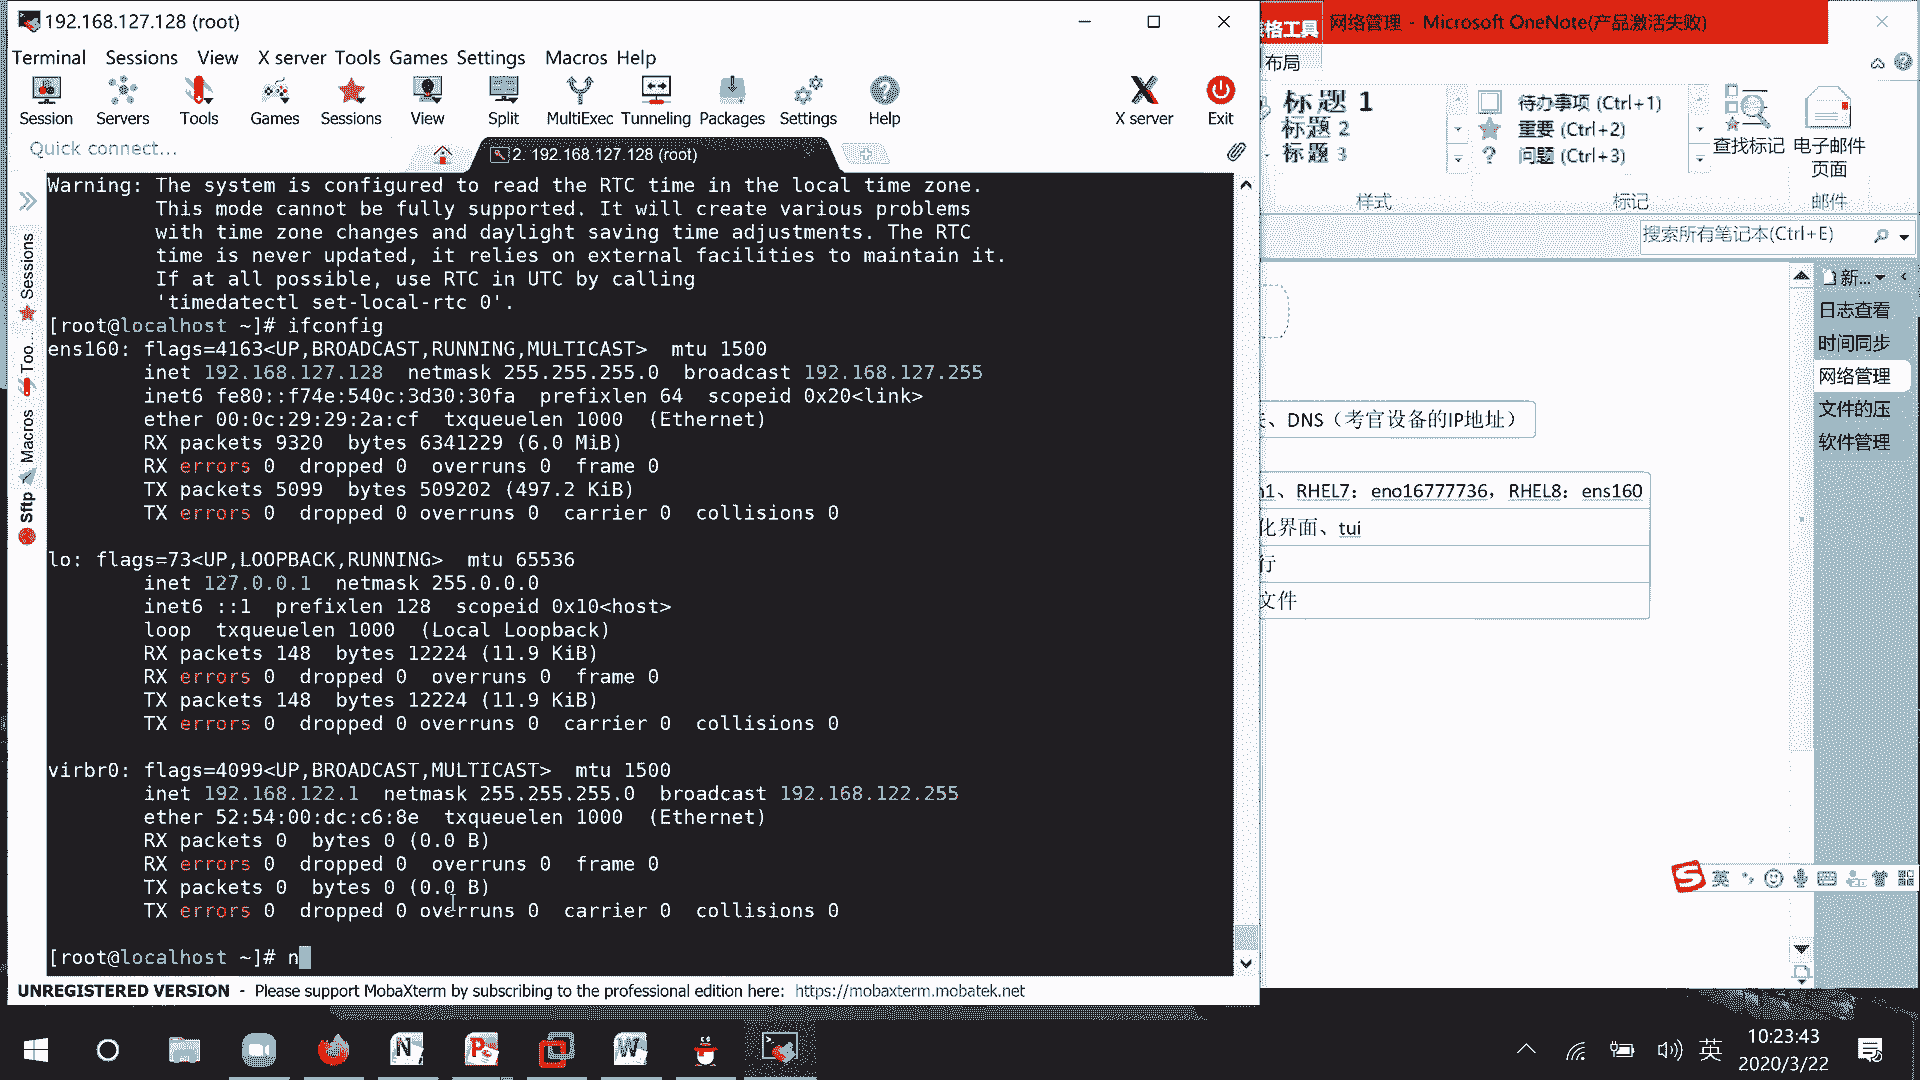 192.168.127.128 (root)
Terminal Sessions View X server Tools Games Settings Macros Help
Session Servers Tools Games Sessions View Split MultiExec Tunneling Packages Settings Help X server Exit
Quick connect...
2. 192.168.127.128 (root)
Sessions
Too...
Macros
Sftp
Warning: The system is configured to read the RTC time in the local time zone.
This mode cannot be fully supported. It will create various problems
with time zone changes and daylight saving time adjustments. The RTC
time is never updated, it relies on external facilities to maintain it.
If at all possible, use RTC in UTC by calling
'timedatectl set-local-rtc 0'.
[root@localhost ~]# ifconfig
ens160: flags=4163<UP,BROADCAST,RUNNING,MULTICAST>  mtu 1500
inet 192.168.127.128  netmask 255.255.255.0  broadcast 192.168.127.255
inet6 fe80::f74e:540c:3d30:30fa  prefixlen 64  scopeid 0x20<link>
ether 00:0c:29:29:2a:cf  txqueuelen 1000  (Ethernet)
RX packets 9320  bytes 6341229 (6.0 MiB)
RX errors 0  dropped 0  overruns 0  frame 0
TX packets 5099  bytes 509202 (497.2 KiB)
TX errors 0  dropped 0 overruns 0  carrier 0  collisions 0
lo: flags=73<UP,LOOPBACK,RUNNING>  mtu 65536
inet 127.0.0.1  netmask 255.0.0.0
inet6 ::1  prefixlen 128  scopeid 0x10<host>
loop  txqueuelen 1000  (Local Loopback)
RX packets 148  bytes 12224 (11.9 KiB)
RX errors 0  dropped 0  overruns 0  frame 0
TX packets 148  bytes 12224 (11.9 KiB)
TX errors 0  dropped 0 overruns 0  carrier 0  collisions 0
virbr0: flags=4099<UP,BROADCAST,MULTICAST>  mtu 1500
inet 192.168.122.1  netmask 255.255.255.0  broadcast 192.168.122.255
ether 52:54:00:dc:c6:8e  txqueuelen 1000  (Ethernet)
RX packets 0  bytes 0 (0.0 B)
RX errors 0  dropped 0  overruns 0  frame 0
TX packets 0  bytes 0 (0.0 B)
TX errors 0  dropped 0 overruns 0  carrier 0  collisions 0
[root@localhost ~]# n
UNREGISTERED VERSION - Please support MobaXterm by subscribing to the professional edition here: https://mobaxterm.mobatek.net
格工具 网络管理 - Microsoft OneNote(产品激活失败)
布局
标题 1
标题 2
标题 3
样式
待办事项 (Ctrl+1)
重要 (Ctrl+2)
问题 (Ctrl+3)
查找标记
标记
电子邮件
页面
邮件
搜索所有笔记本(Ctrl+E)
新...
日志查看
时间同步
网络管理
文件的压
软件管理
、DNS（考官设备的IP地址）
1、RHEL7：eno16777736，RHEL8：ens160
化界面、tui
行
文件
英
英
10:23:43
2020/3/22